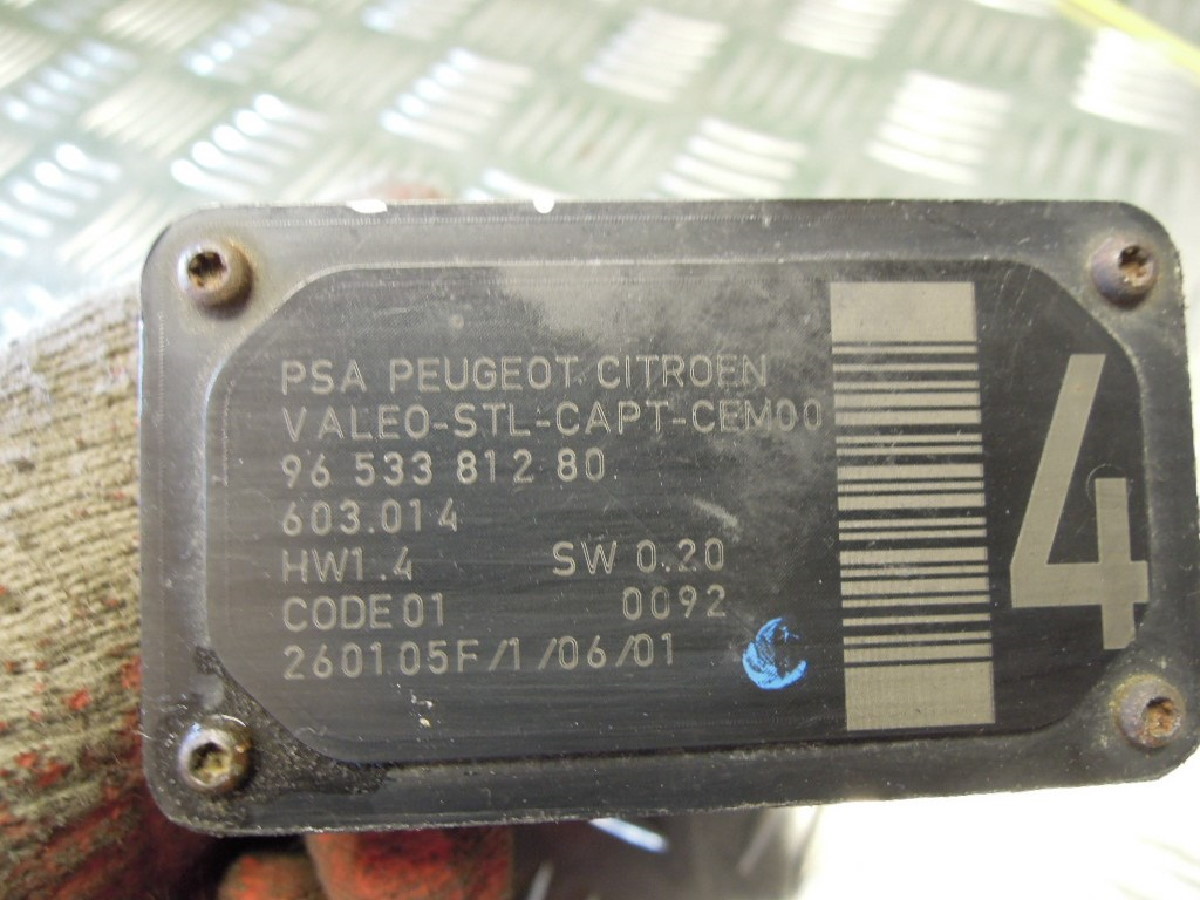 PSA PEUGEOT CITROEN
VALEO-STL-CAPT-CEM00
96 533 812 80
603.014
HW1.4 SW 0.20
CODE 01 0092
260105F/1/06/01
4